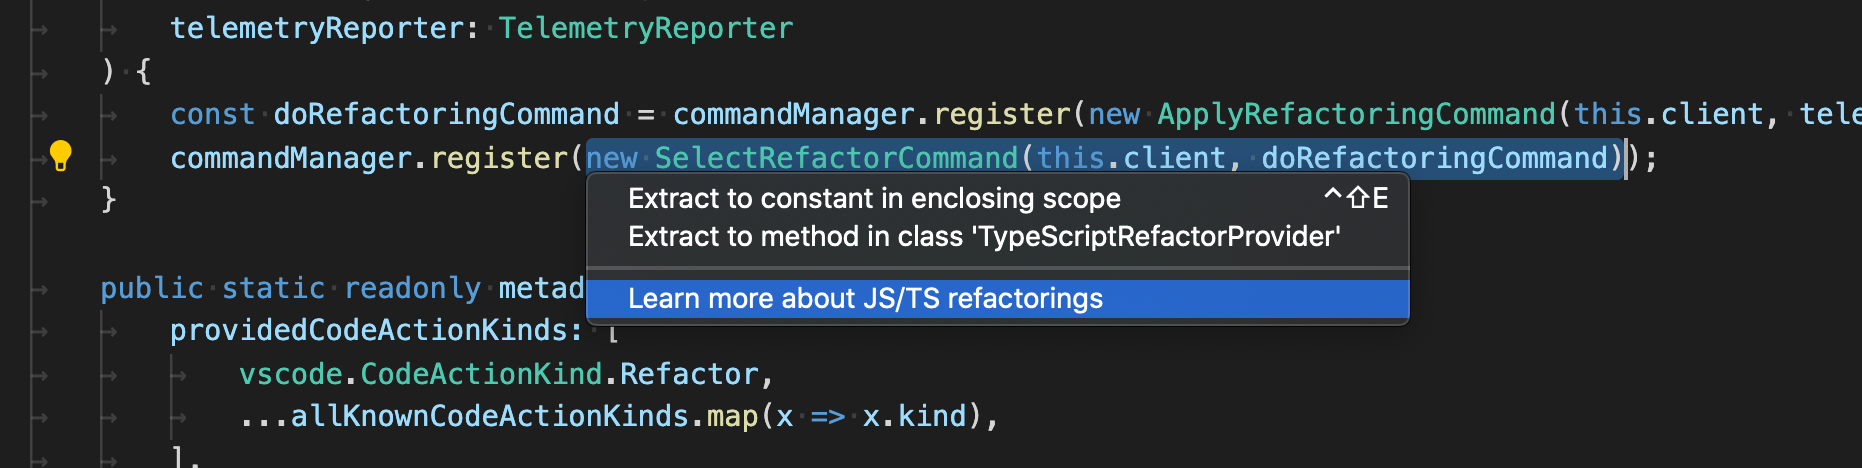 telemetryReporter: TelemetryReporter
) {
const doRefactoringCommand = commandManager.register(new ApplyRefactoringCommand(this.client, tele
commandManager.register(new SelectRefactorCommand(this.client, doRefactoringCommand));
}
Extract to constant in enclosing scope ⌃⇧E
Extract to method in class 'TypeScriptRefactorProvider'
Learn more about JS/TS refactorings
public static readonly metad
providedCodeActionKinds: [
vscode.CodeActionKind.Refactor,
...allKnownCodeActionKinds.map(x => x.kind),
],